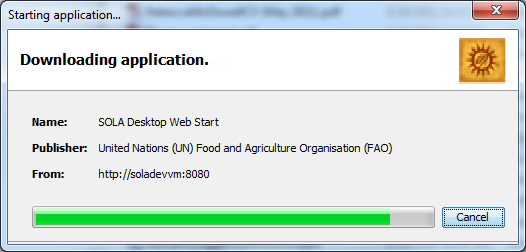 Starting application...
Downloading application.
Name: SOLA Desktop Web Start
Publisher: United Nations (UN) Food and Agriculture Organisation (FAO)
From: http://soladevvm:8080
Cancel